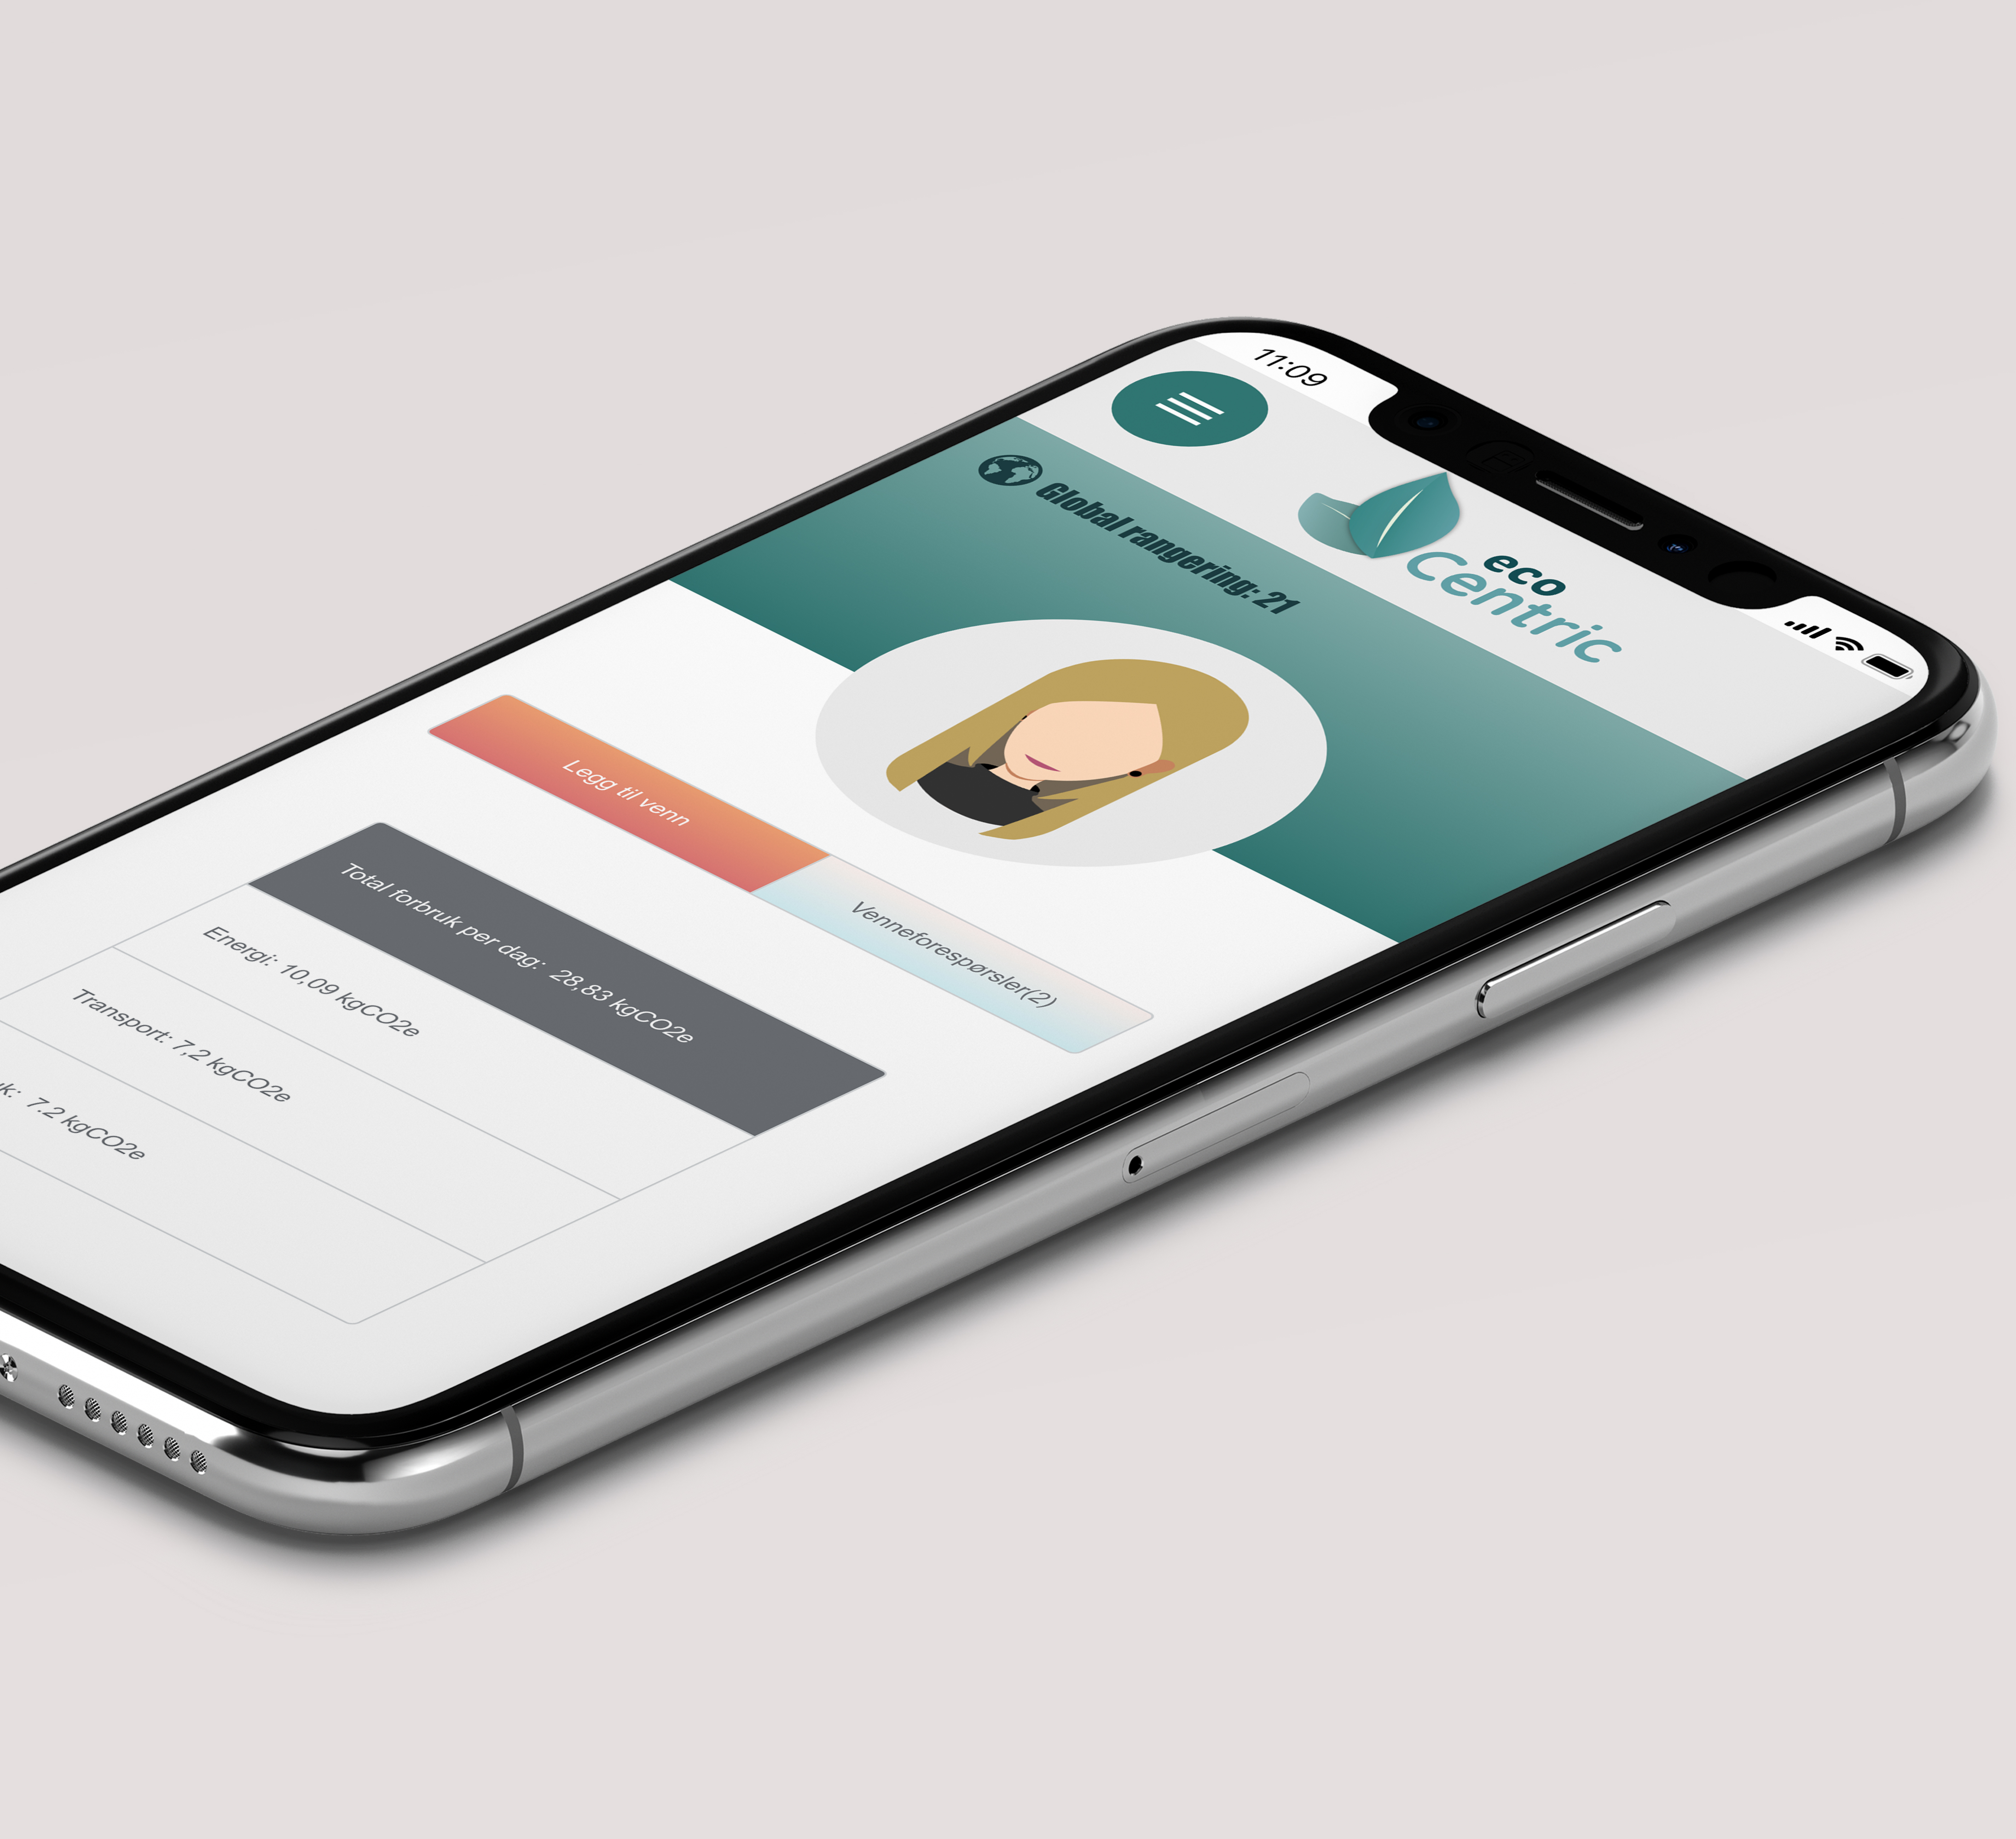 11:09
eco
Centric
Global rangering: 21
Legg til venn
Venneforespørsler(2)
Total forbruk per dag: 28,83 kgCO2e
Energi: 10,09 kgCO2e
Transport: 7,2 kgCO2e
7.2 kgCO2e